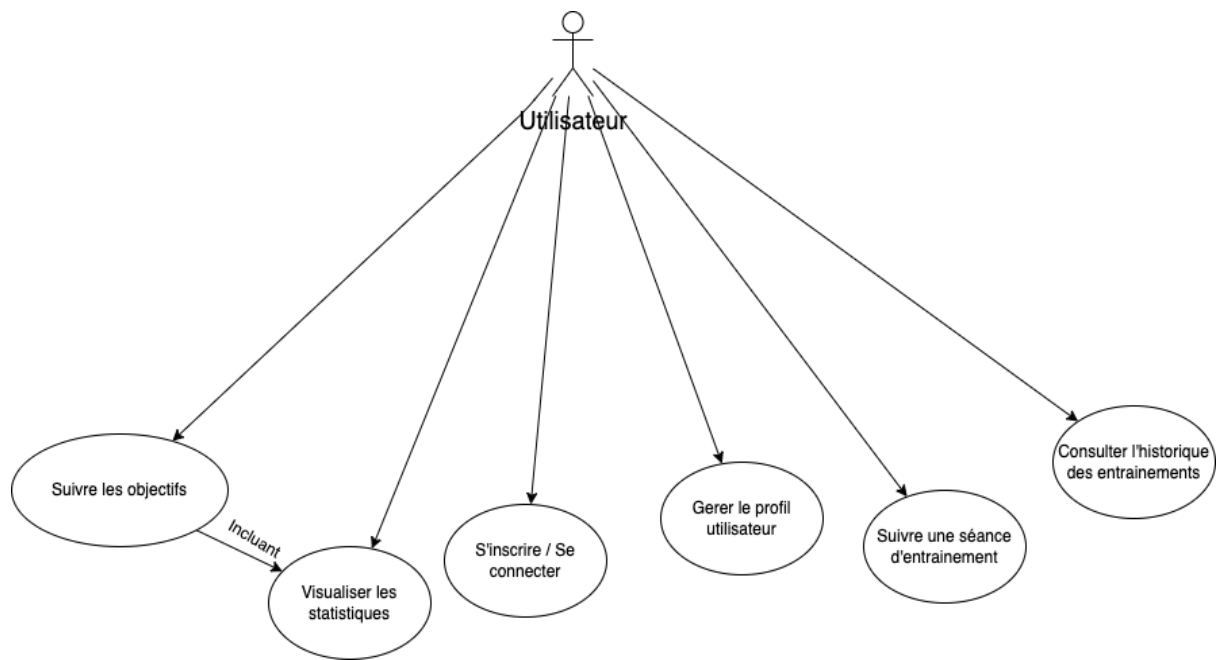 Utilisateur
Consulter l'historique
des entrainements
Suivre les objectifs
Gerer le profil
utilisateur
Incluant
Suivre une séance
d'entrainement
S'inscrire / Se
connecter
Visualiser les
statistiques